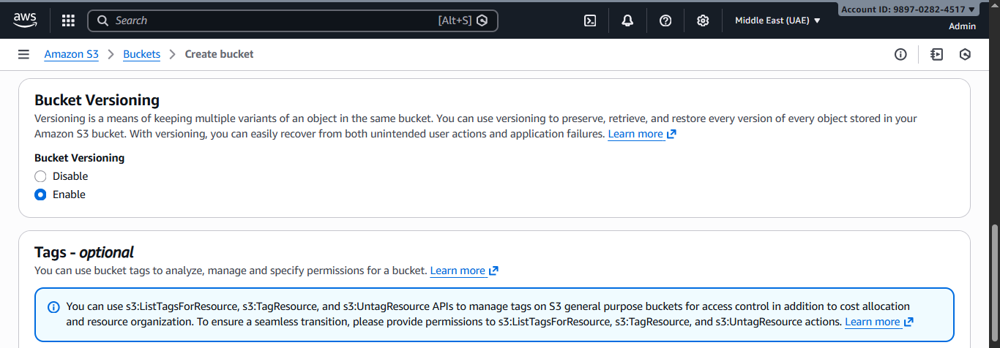 Account ID: 9897-0282-4517 ▼
aws
Search
[Alt+S]
Middle East (UAE) ▼
Admin
Amazon S3 > Buckets > Create bucket
Bucket Versioning
Versioning is a means of keeping multiple variants of an object in the same bucket. You can use versioning to preserve, retrieve, and restore every version of every object stored in your
Amazon S3 bucket. With versioning, you can easily recover from both unintended user actions and application failures. Learn more
Bucket Versioning
Disable
Enable
Tags - optional
You can use bucket tags to analyze, manage and specify permissions for a bucket. Learn more
You can use s3:ListTagsForResource, s3:TagResource, and s3:UntagResource APIs to manage tags on S3 general purpose buckets for access control in addition to cost allocation
and resource organization. To ensure a seamless transition, please provide permissions to s3:ListTagsForResource, s3:TagResource, and s3:UntagResource actions. Learn more